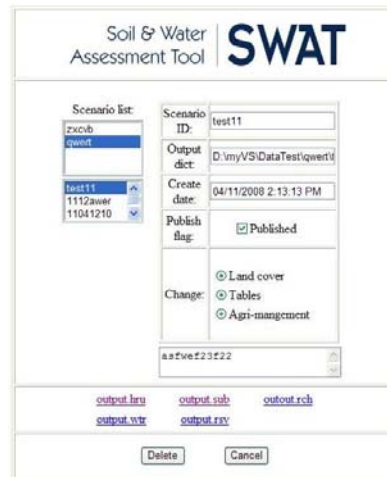 Soil & Water
Assessment Tool
SWAT
Scenario list:
zxcvb
qwert
test11
1112awer
11041210
Scenario ID:
test11
Output dict:
D:\myVS\DataTest\qwert\t
Create date:
04/11/2008 2:13:13 PM
Publish flag:
Published
Change:
Land cover
Tables
Agri-mangement
asfwef23f22
output.hru output.sub outout.rch
output.wtr output.rsv
Delete Cancel